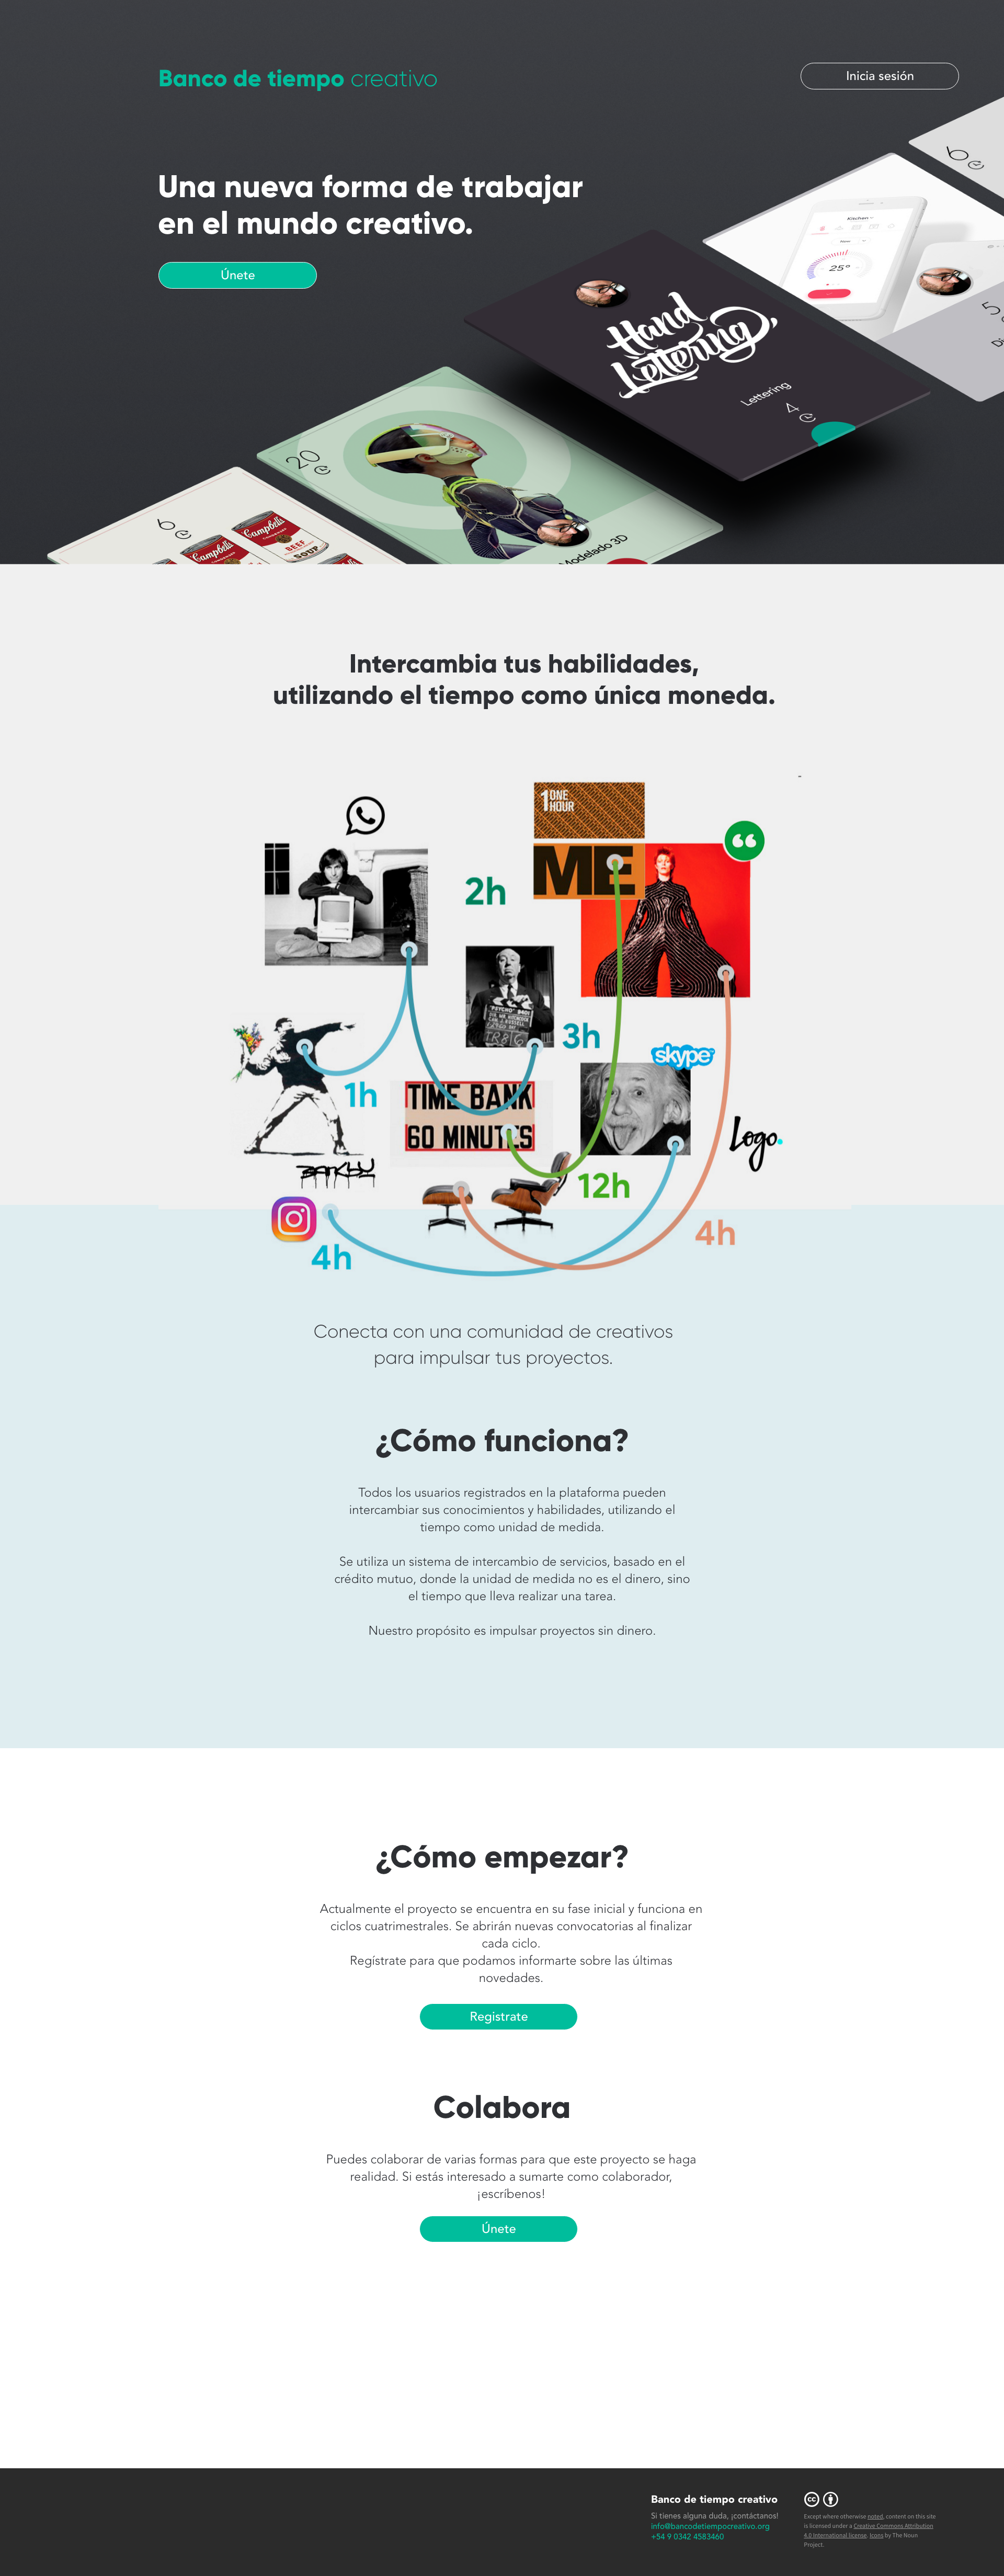 Banco de tiempo creativo
Inicia sesión
Una nueva forma de trabajar
en el mundo creativo.
Únete
be
Kitchen
Now
25°
Hand
Lettering
Lettering
4
e
5
20
e
Modelado 3D
be
Campbell's
Campbell's
BEEF
SOUP
Intercambia tus habilidades,
utilizando el tiempo como única moneda.
1 ONE
HOUR
ME
2h
"PSYCHO"
3h
skype
1h
TIME BANK
60 MINUTES
Logo.
BANKSY
12h
4h
4h
Conecta con una comunidad de creativos
para impulsar tus proyectos.
¿Cómo funciona?
Todos los usuarios registrados en la plataforma pueden
intercambiar sus conocimientos y habilidades, utilizando el
tiempo como unidad de medida.
Se utiliza un sistema de intercambio de servicios, basado en el
crédito mutuo, donde la unidad de medida no es el dinero, sino
el tiempo que lleva realizar una tarea.
Nuestro propósito es impulsar proyectos sin dinero.
¿Cómo empezar?
Actualmente el proyecto se encuentra en su fase inicial y funciona en
ciclos cuatrimestrales. Se abrirán nuevas convocatorias al finalizar
cada ciclo.
Regístrate para que podamos informarte sobre las últimas
novedades.
Registrate
Colabora
Puedes colaborar de varias formas para que este proyecto se haga
realidad. Si estás interesado a sumarte como colaborador,
¡escríbenos!
Únete
Banco de tiempo creativo
Si tienes alguna duda, ¡contáctanos!
info@bancodetiempocreativo.org
+54 9 0342 4583460
cc
Except where otherwise noted, content on this site
is licensed under a Creative Commons Attribution
4.0 International license. Icons by The Noun
Project.